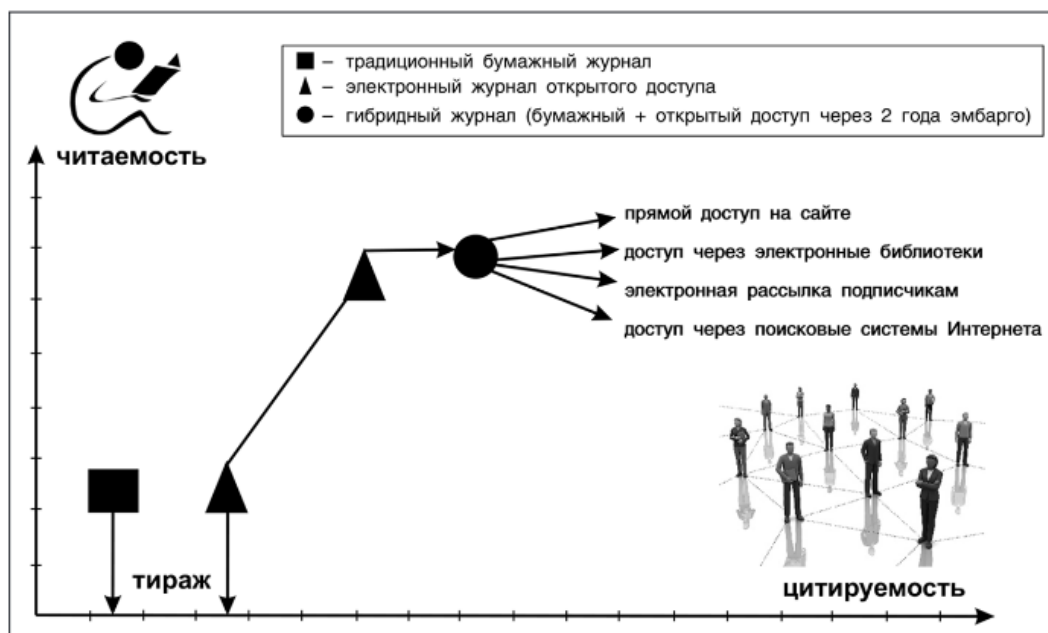 – традиционный бумажный журнал
– электронный журнал открытого доступа
– гибридный журнал (бумажный + открытый доступ через 2 года эмбарго)
читаемость
прямой доступ на сайте
доступ через электронные библиотеки
электронная рассылка подписчикам
доступ через поисковые системы Интернета
тираж
цитируемость